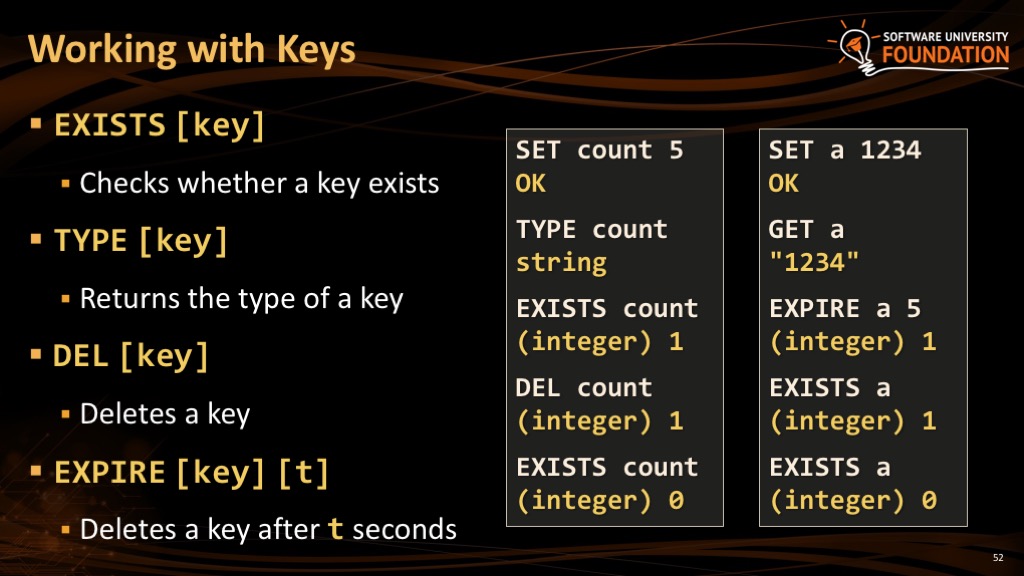 Working with Keys
SOFTWARE UNIVERSITY
FOUNDATION
▪ EXISTS [key]
▪ Checks whether a key exists
▪ TYPE [key]
▪ Returns the type of a key
▪ DEL [key]
▪ Deletes a key
▪ EXPIRE [key] [t]
▪ Deletes a key after t seconds
SET count 5
OK
TYPE count
string
EXISTS count
(integer) 1
DEL count
(integer) 1
EXISTS count
(integer) 0
SET a 1234
OK
GET a
"1234"
EXPIRE a 5
(integer) 1
EXISTS a
(integer) 1
EXISTS a
(integer) 0
52